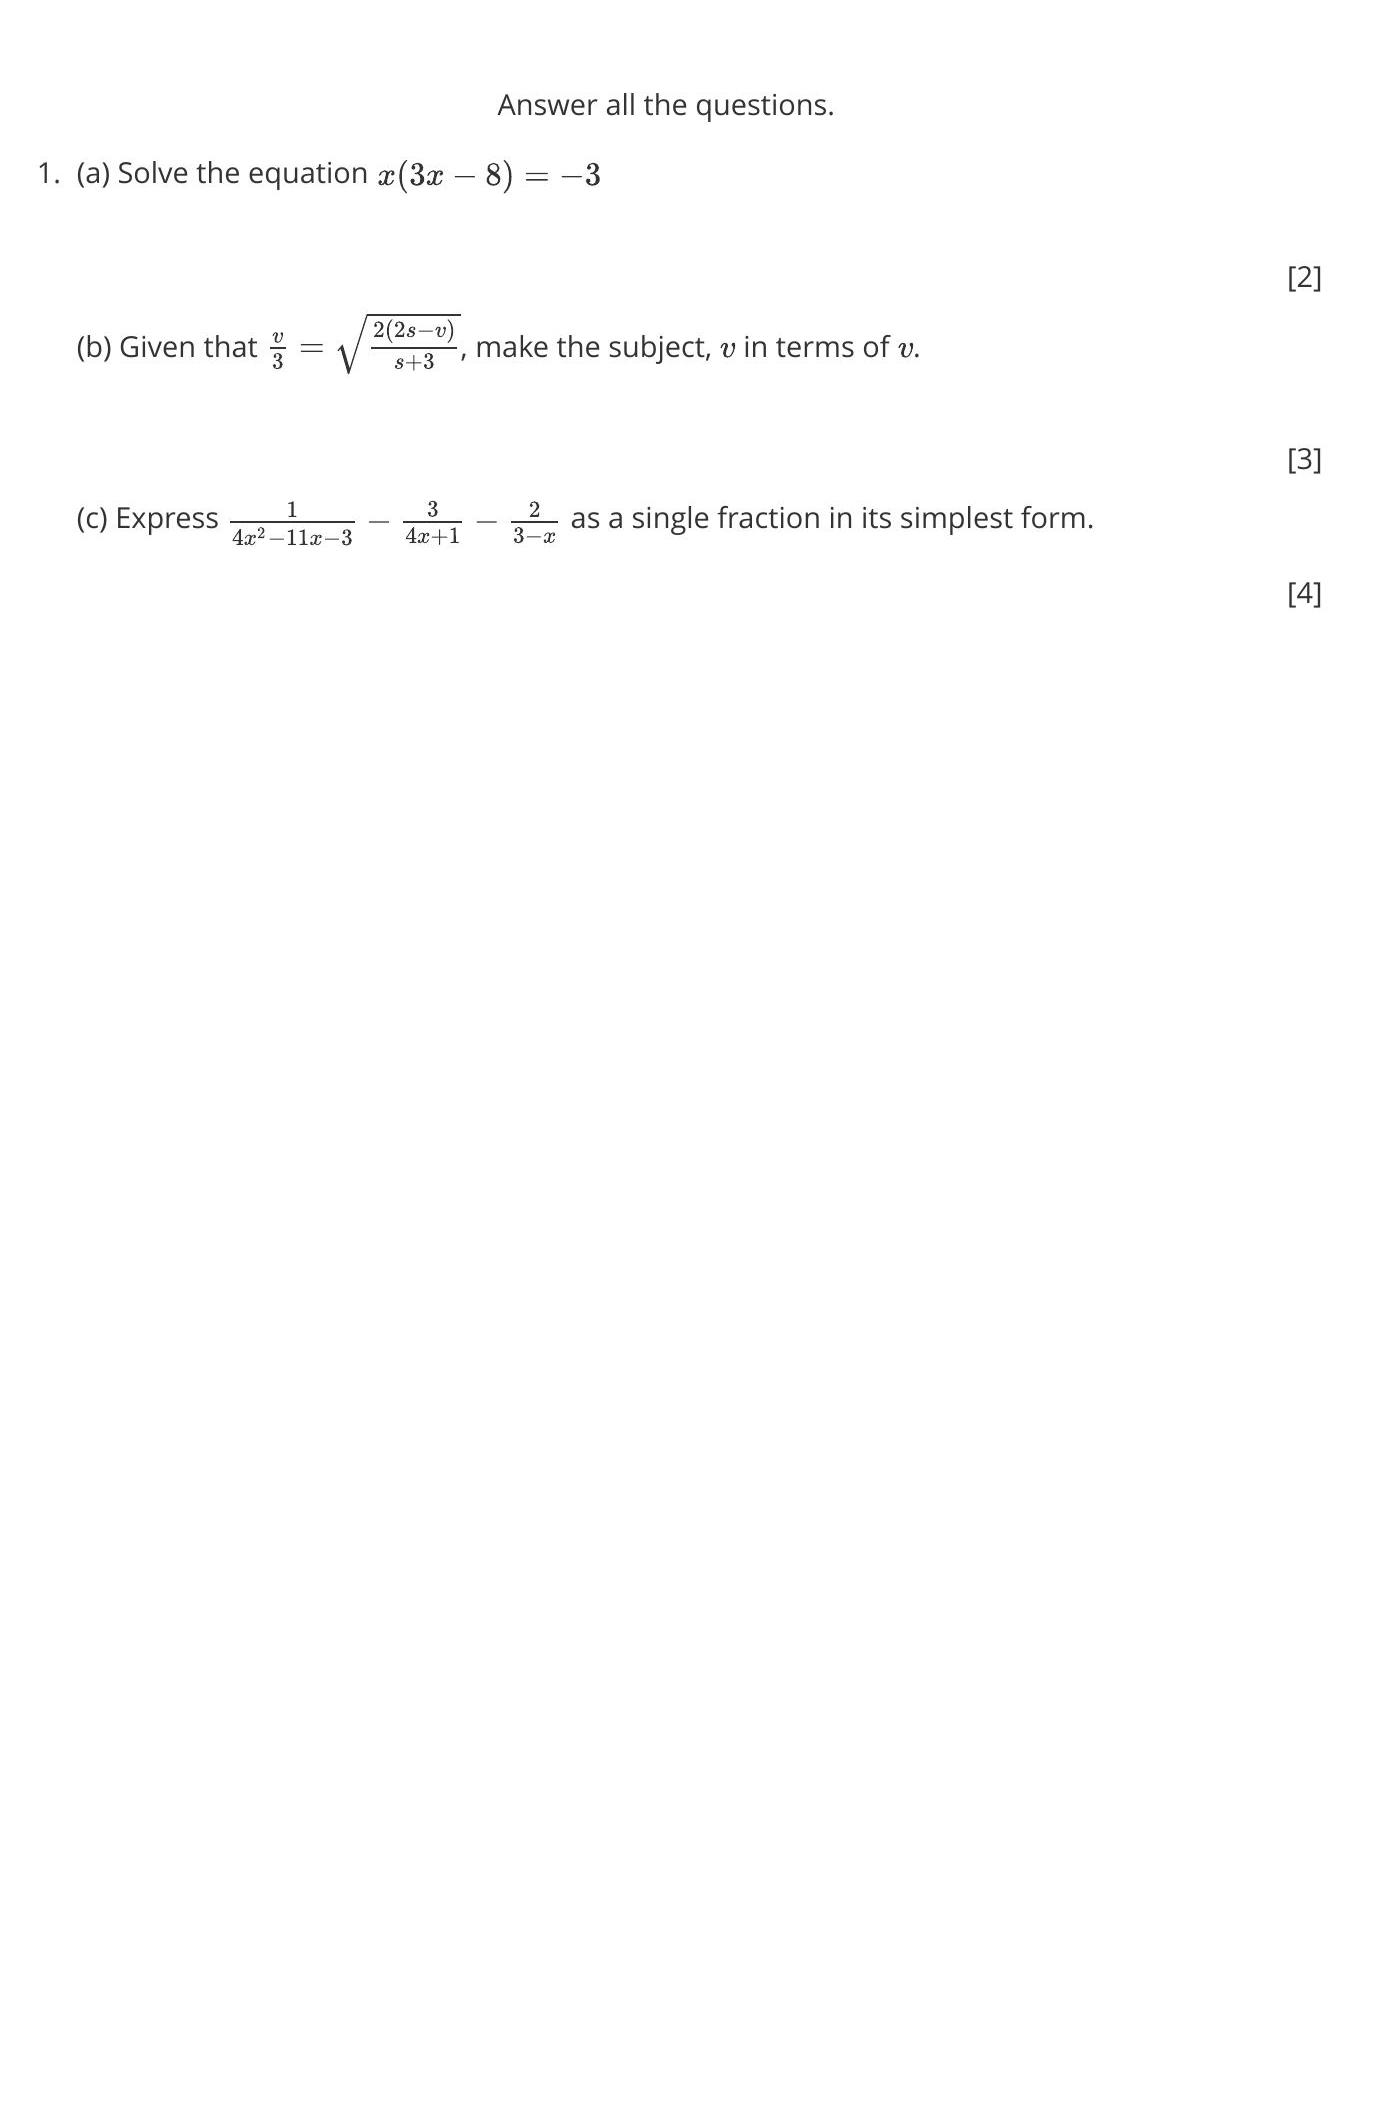 Answer all the questions.
1. (a) Solve the equation $x(3x - 8) = -3$
[2]
(b) Given that $\frac{v}{3} = \sqrt{\frac{2(2s-v)}{s+3}}$, make the subject, $v$ in terms of $v$.
[3]
(c) Express $\frac{1}{4x^2-11x-3} - \frac{3}{4x+1} - \frac{2}{3-x}$ as a single fraction in its simplest form.
[4]